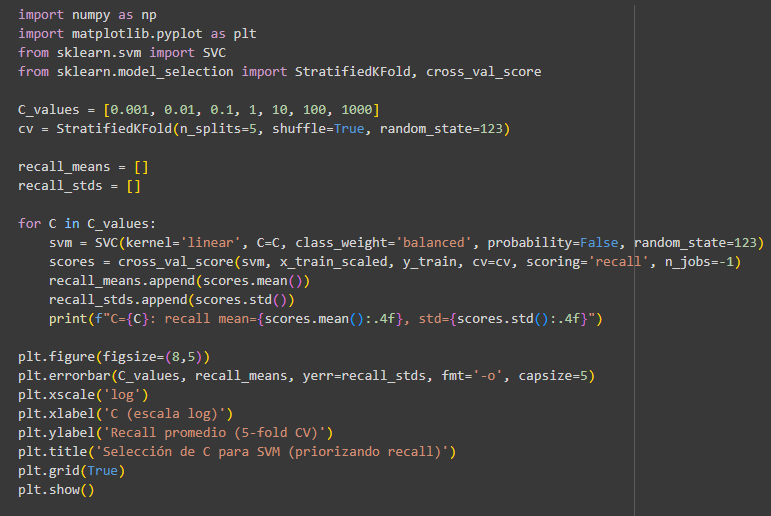 import numpy as np
import matplotlib.pyplot as plt
from sklearn.svm import SVC
from sklearn.model_selection import StratifiedKFold, cross_val_score

C_values = [0.001, 0.01, 0.1, 1, 10, 100, 1000]
cv = StratifiedKFold(n_splits=5, shuffle=True, random_state=123)

recall_means = []
recall_stds = []

for C in C_values:
    svm = SVC(kernel='linear', C=C, class_weight='balanced', probability=False, random_state=123)
    scores = cross_val_score(svm, x_train_scaled, y_train, cv=cv, scoring='recall', n_jobs=-1)
    recall_means.append(scores.mean())
    recall_stds.append(scores.std())
    print(f"C={C}: recall mean={scores.mean():.4f}, std={scores.std():.4f}")

plt.figure(figsize=(8,5))
plt.errorbar(C_values, recall_means, yerr=recall_stds, fmt='-o', capsize=5)
plt.xscale('log')
plt.xlabel('C (escala log)')
plt.ylabel('Recall promedio (5-fold CV)')
plt.title('Selección de C para SVM (priorizando recall)')
plt.grid(True)
plt.show()